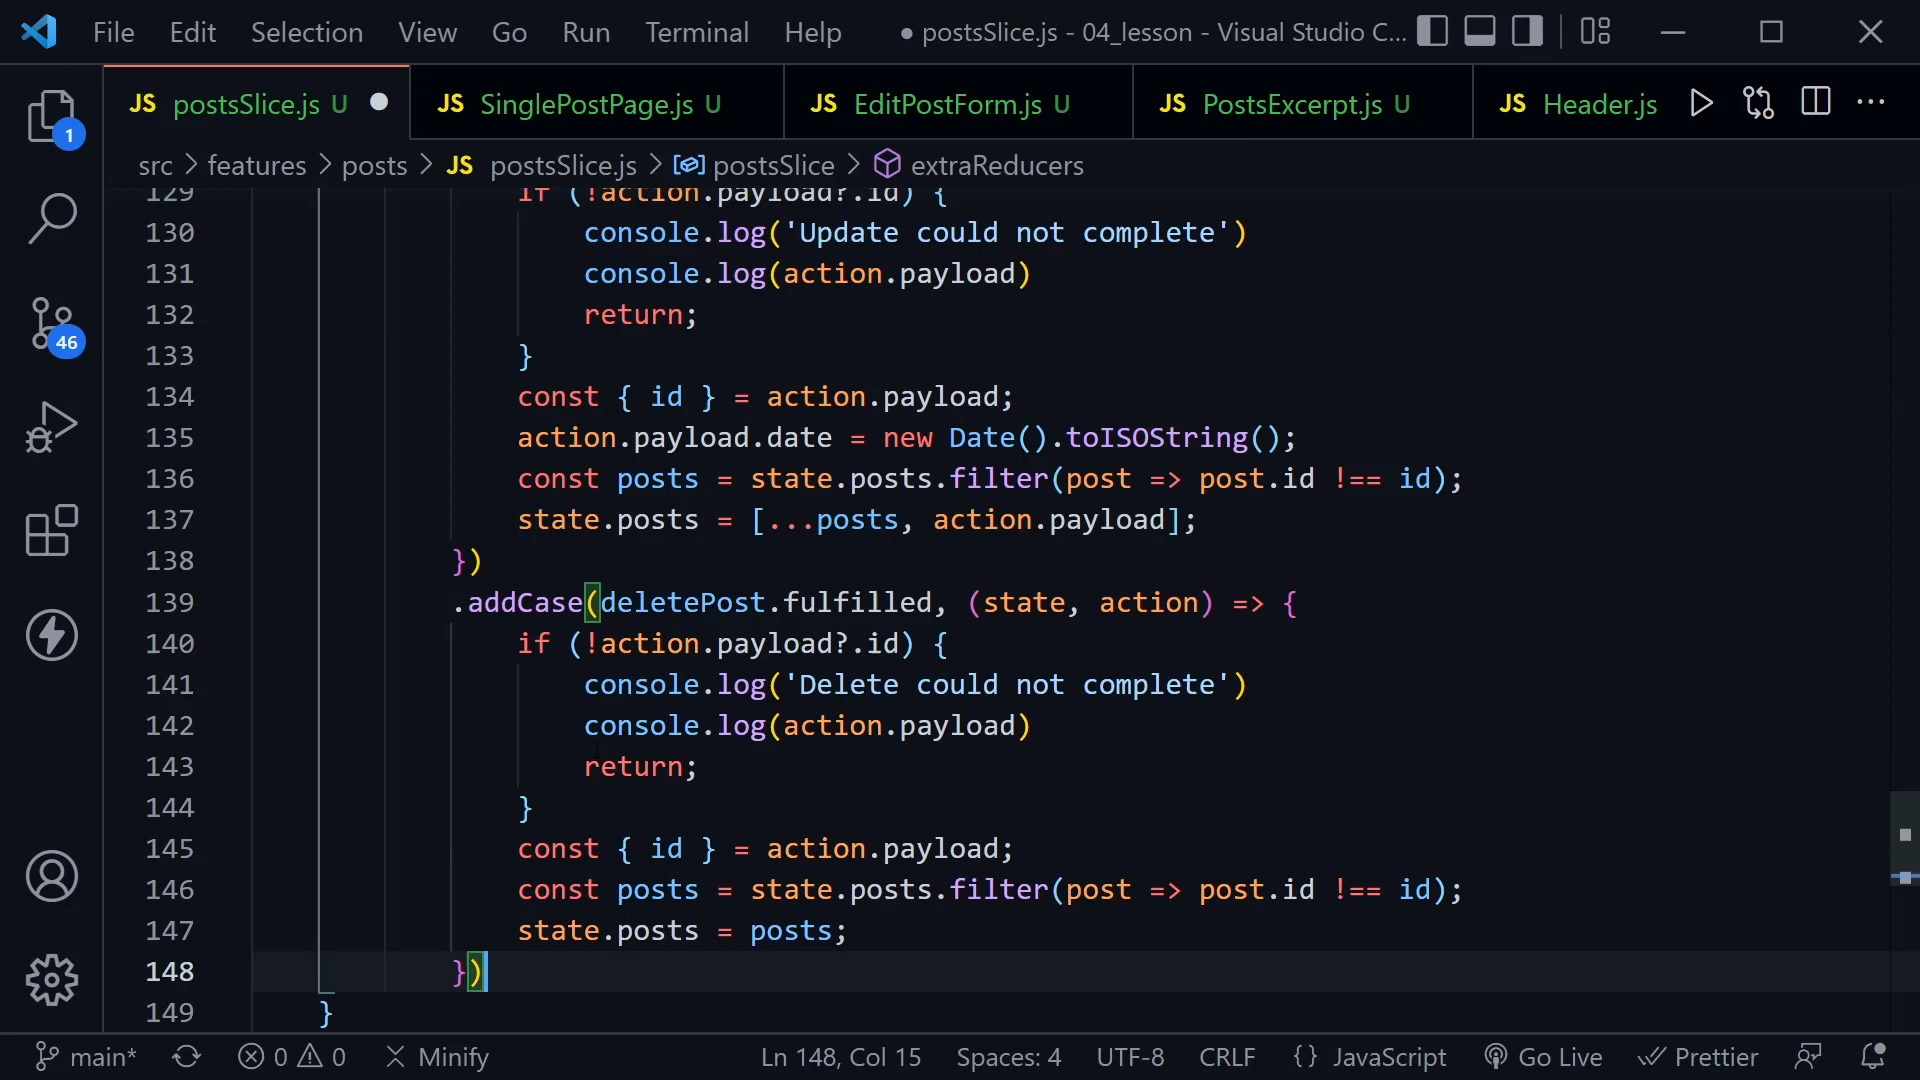 File Edit Selection View Go Run Terminal Help ● postsSlice.js - 04_lesson - Visual Studio C...
JS postsSlice.js U ● JS SinglePostPage.js U JS EditPostForm.js U JS PostsExcerpt.js U JS Header.js ...
src > features > posts > JS postsSlice.js > postsSlice > extraReducers
1
46
129 if (!action.payload?.id) {
130 console.log('Update could not complete')
131 console.log(action.payload)
132 return;
133 }
134 const { id } = action.payload;
135 action.payload.date = new Date().toISOString();
136 const posts = state.posts.filter(post => post.id !== id);
137 state.posts = [...posts, action.payload];
138 })
139 .addCase(deletePost.fulfilled, (state, action) => {
140 if (!action.payload?.id) {
141 console.log('Delete could not complete')
142 console.log(action.payload)
143 return;
144 }
145 const { id } = action.payload;
146 const posts = state.posts.filter(post => post.id !== id);
147 state.posts = posts;
148 })
149 }
main* 0 0 Minify Ln 148, Col 15 Spaces: 4 UTF-8 CRLF {} JavaScript Go Live Prettier